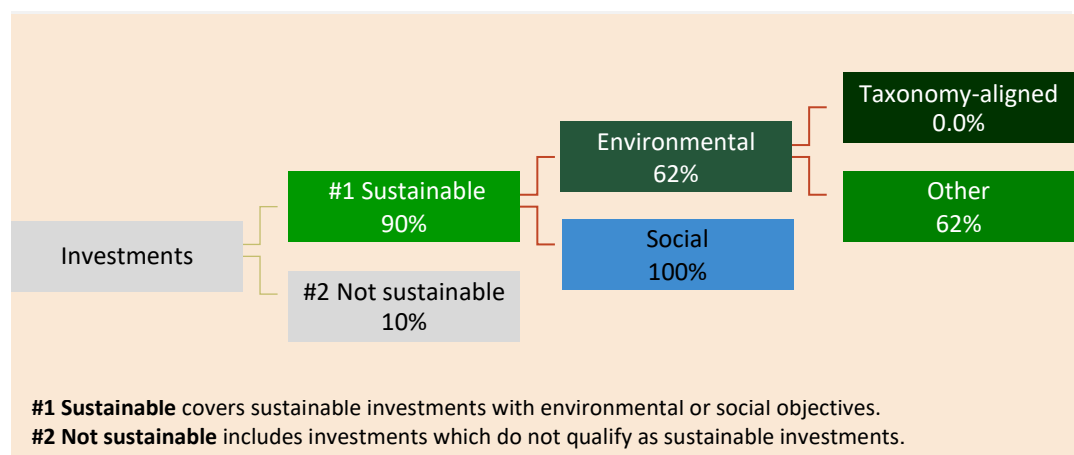 Investments
#1 Sustainable
90%
#2 Not sustainable
10%
Environmental
62%
Social
100%
Taxonomy-aligned
0.0%
Other
62%
#1 Sustainable covers sustainable investments with environmental or social objectives.
#2 Not sustainable includes investments which do not qualify as sustainable investments.